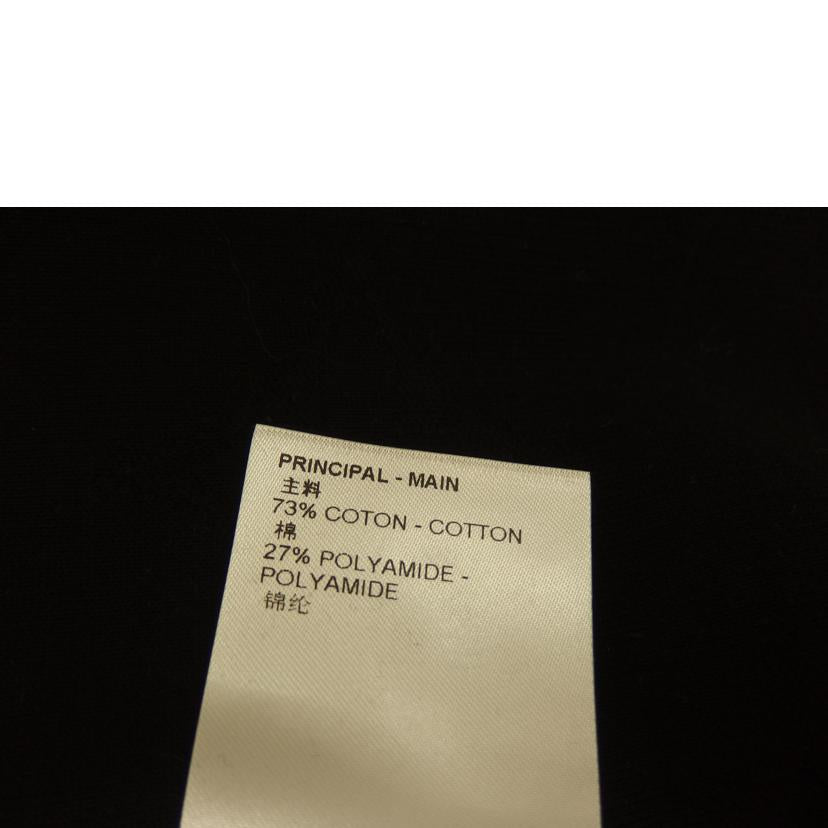 PRINCIPAL - MAIN
主料
73% COTON - COTTON
棉
27% POLYAMIDE -
POLYAMIDE
锦纶